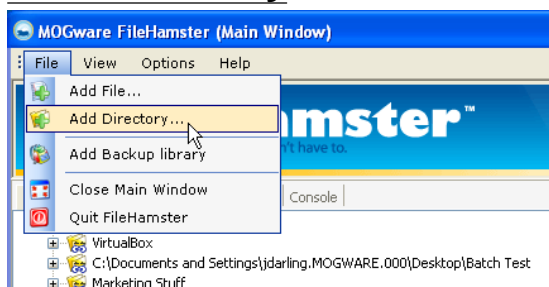 MOGware FileHamster (Main Window)
File View Options Help
Add File...
Add Directory...
amster™
Add Backup library
n't have to.
Close Main Window
Console
Quit FileHamster
VirtualBox
C:\Documents and Settings\jdarling.MOGWARE.000\Desktop\Batch Test
Marketing Stuff